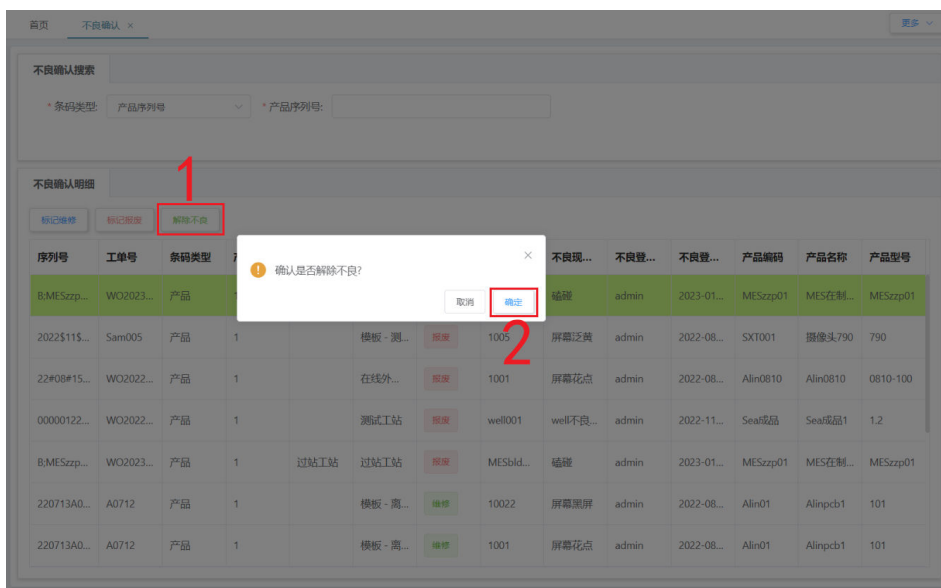 首页 不良确认 × 更多
不良确认搜索
* 条码类型: 产品序列号 * 产品序列号:
不良确认明细
1
标记维修 标记报废 解除不良
序列号 工单号 条码类型 不良现... 不良登... 不良登... 产品编码 产品名称 产品型号
确认是否解除不良?
取消 确定
2
B;MESzzp... WO2023... 产品 磕碰 admin 2023-01... MESzzp01 MES在制... MESzzp01
2022$11$... Sam005 产品 1 模板 - 测... 报废 1005 屏幕泛黄 admin 2022-08... SXT001 摄像头790 790
22#08#15... WO2022... 产品 1 在线外... 报废 1001 屏幕花点 admin 2022-08... Alin0810 Alin0810 0810-100
00000122... WO2022... 产品 1 测试工站 报废 well001 well不良... admin 2022-11... Seal成品 Seal成品1 1.2
B;MESzzp... WO2023... 产品 1 过站工站 过站工站 报废 MESbld... 磕碰 admin 2023-01... MESzzp01 MES在制... MESzzp01
220713A0... A0712 产品 1 模板 - 离... 维修 10022 屏幕黑屏 admin 2022-08... Alin01 Alinpcb1 101
220713A0... A0712 产品 1 模板 - 离... 维修 1001 屏幕花点 admin 2022-08... Alin01 Alinpcb1 101